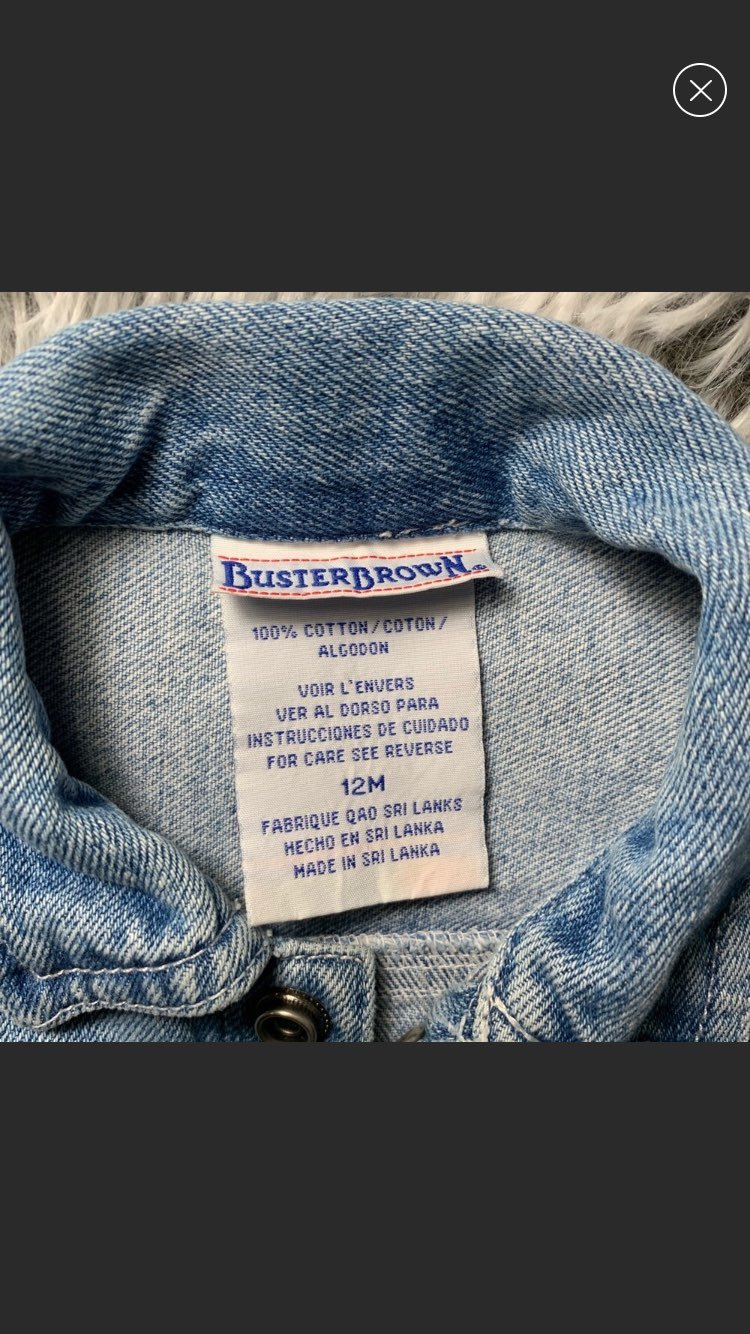 BUSTERBROWN
100% COTTON/COTON/
ALGODON
VOIR L'ENVERS
VER AL DORSO PARA
INSTRUCCIONES DE CUIDADO
FOR CARE SEE REVERSE
12M
FABRIQUE QAO SRI LANKS
HECHO EN SRI LANKA
MADE IN SRI LANKA